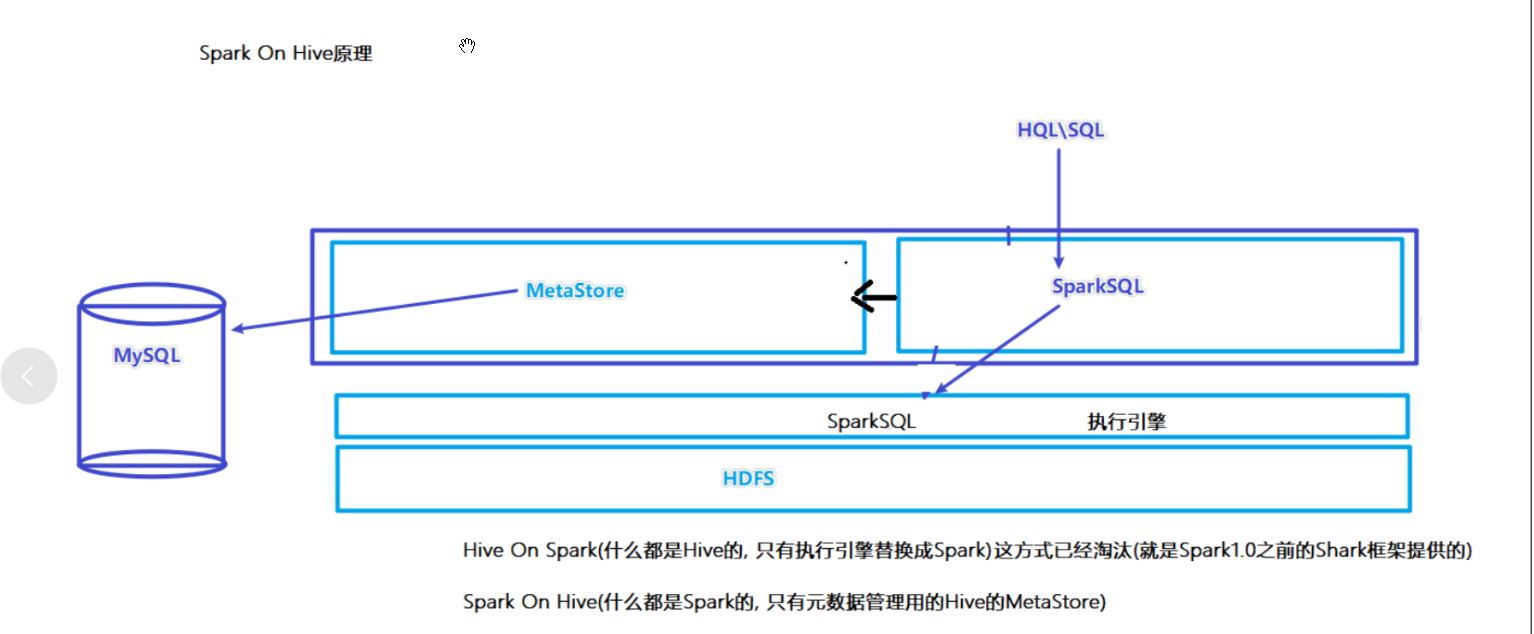 Spark On Hive原理
HQL\SQL
MetaStore
SparkSQL
MySQL
SparkSQL 执行引擎
HDFS
Hive On Spark(什么都是Hive的, 只有执行引擎替换成Spark)这方式已经淘汰(就是Spark1.0之前的Shark框架提供的)
Spark On Hive(什么都是Spark的, 只有元数据管理用的Hive的MetaStore)